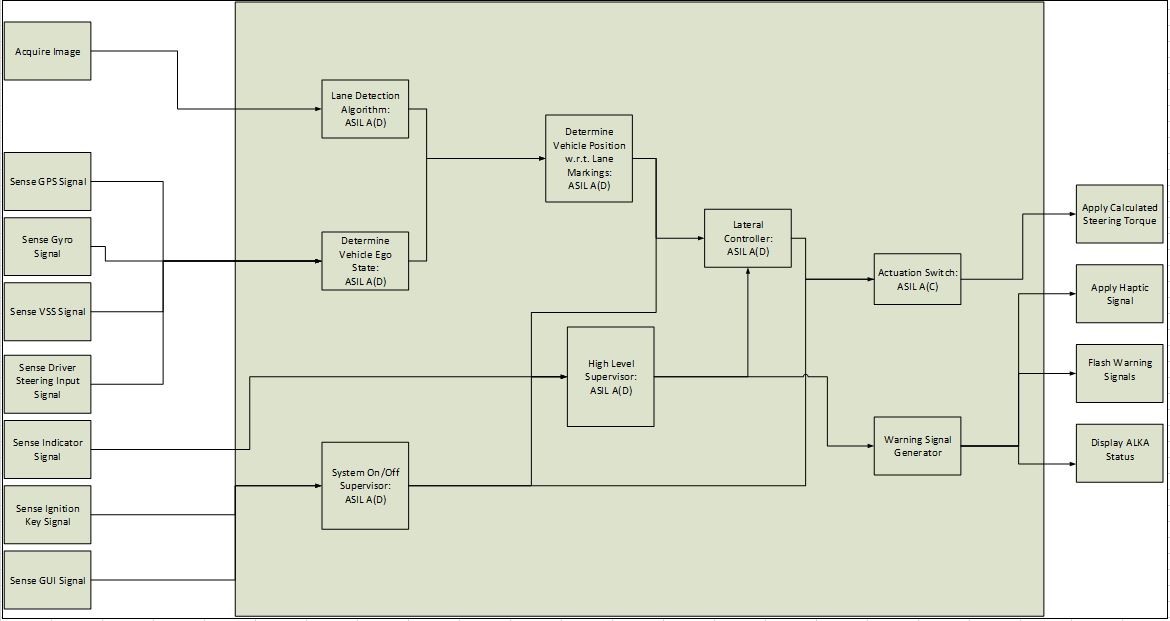 Acquire Image
Sense GPS Signal
Sense Gyro
Signal
Sense VSS Signal
Sense Driver
Steering Input
Signal
Sense Indicator
Signal
Sense Ignition
Key Signal
Sense GUI Signal
Lane Detection
Algorithm:
ASIL A(D)
Determine
Vehicle Ego
State:
ASIL A(D)
System On/Off
Supervisor:
ASIL A(D)
Determine
Vehicle Position
w.r.t. Lane
Markings:
ASIL A(D)
High Level
Supervisor:
ASIL A(D)
Lateral
Controller:
ASIL A(D)
Actuation Switch:
ASIL A(C)
Warning Signal
Generator
Apply Calculated
Steering Torque
Apply Haptic
Signal
Flash Warning
Signals
Display ALKA
Status